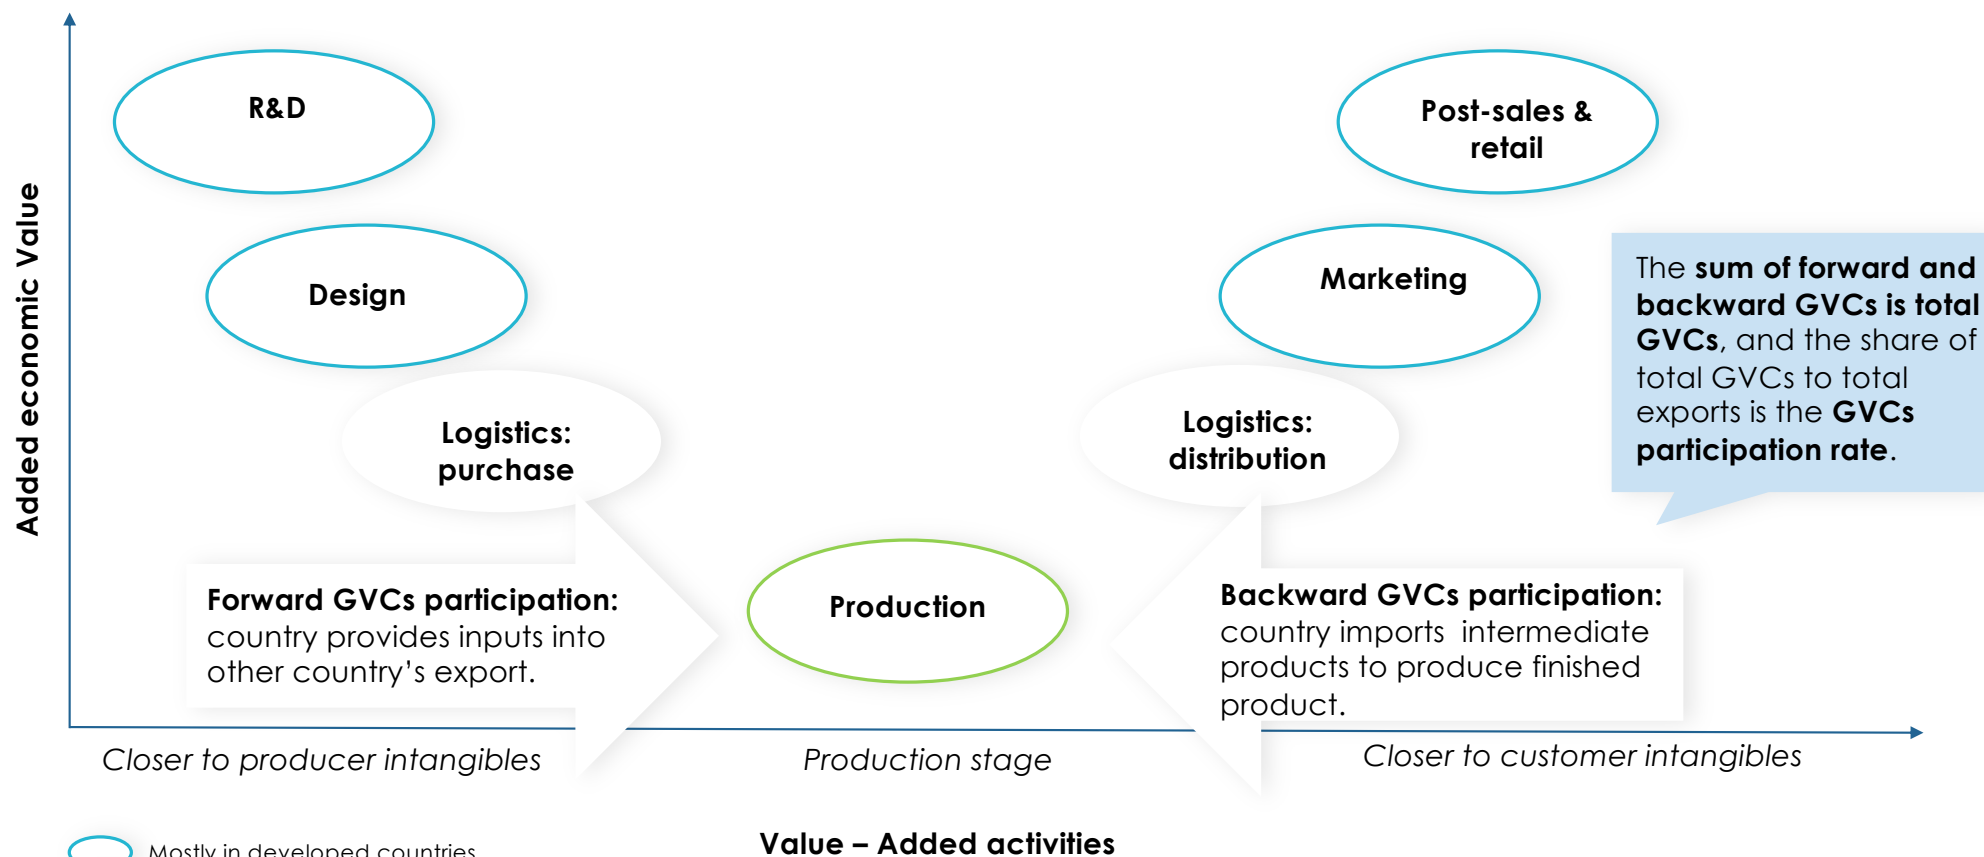 Added economic Value
R&D
Design
Logistics:
purchase
Forward GVCs participation:
country provides inputs into
other country’s export.
Production
Post-sales &
retail
Marketing
Logistics:
distribution
The sum of forward and
backward GVCs is total
GVCs, and the share of
total GVCs to total
exports is the GVCs
participation rate.
Backward GVCs participation:
country imports  intermediate
products to produce finished
product.
Closer to producer intangibles
Production stage
Closer to customer intangibles
Value – Added activities
Mostly in developed countries